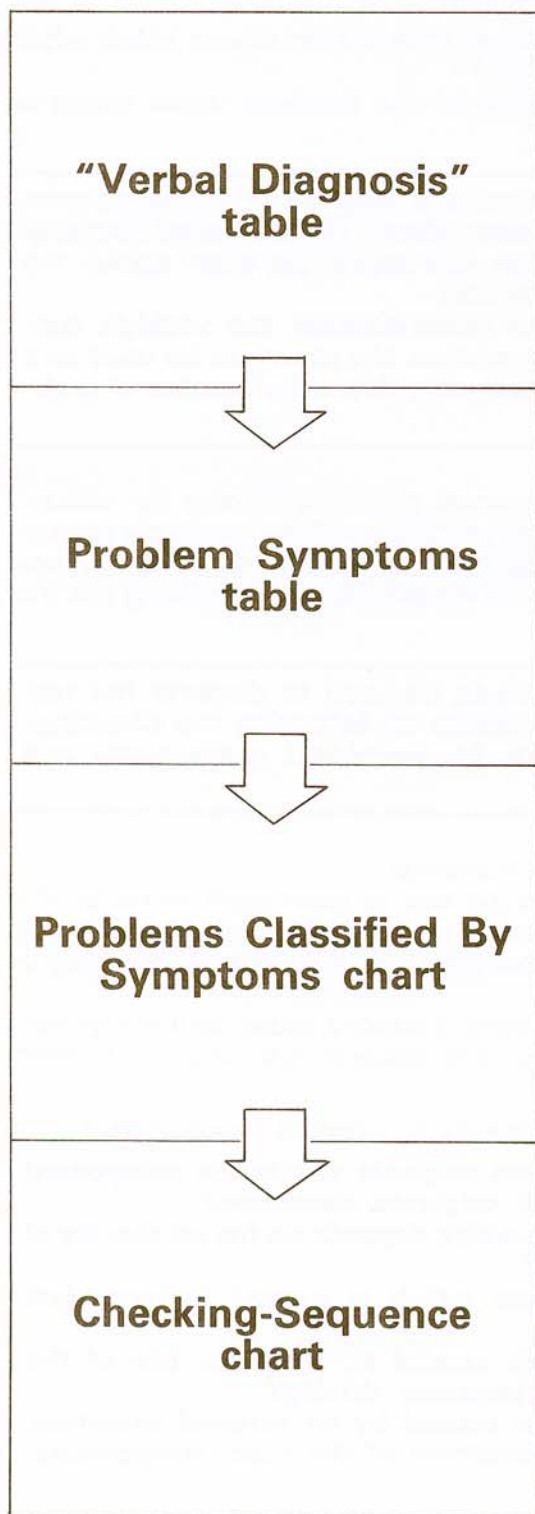 “Verbal Diagnosis”
table
Problem Symptoms
table
Problems Classified By
Symptoms chart
Checking-Sequence
chart